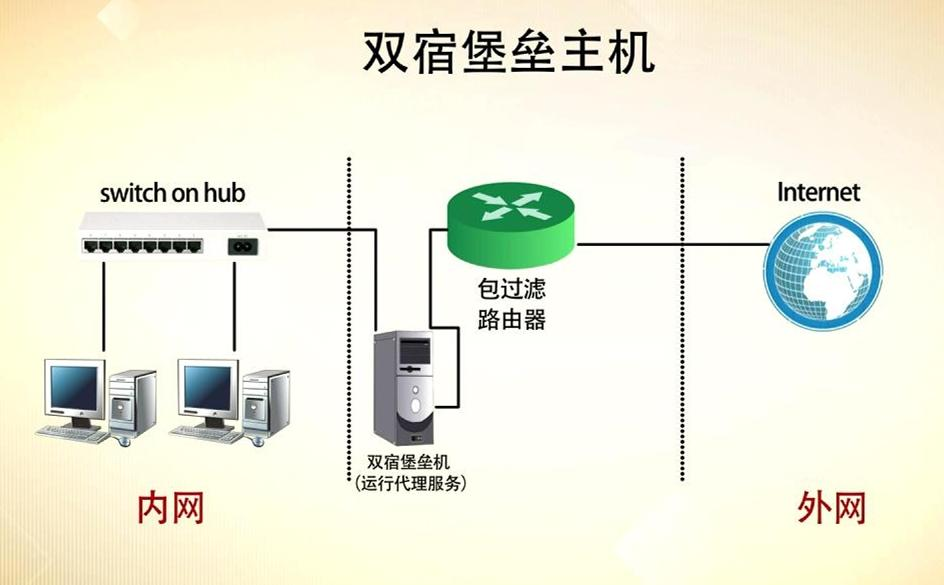 双宿堡垒主机
switch on hub
Internet
包过滤
路由器
双宿堡垒机
(运行代理服务)
内网
外网